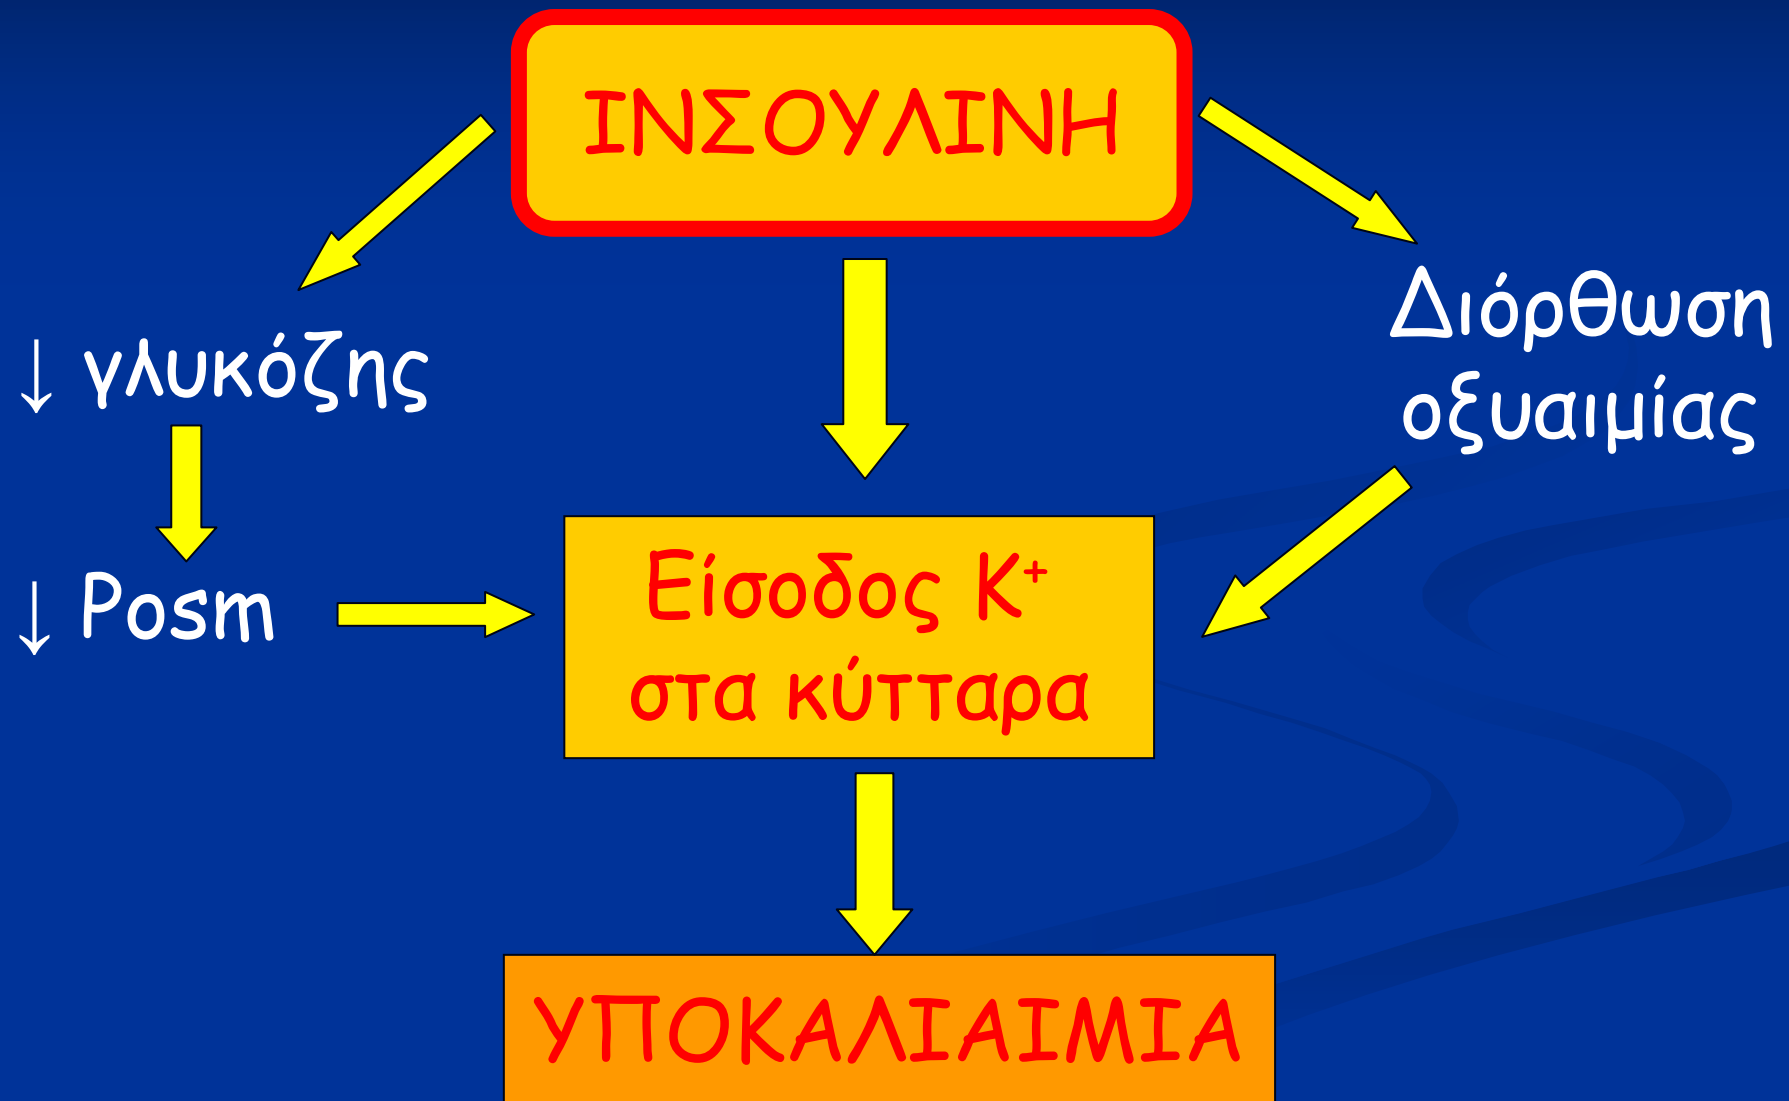 ΙΝΣΟΥΛΙΝΗ
↓ γλυκόζης
Διόρθωση
οξυαιμίας
↓ Posm
Είσοδος Κ⁺
στα κύτταρα
ΥΠΟΚΑΛΙΑΙΜΙΑ